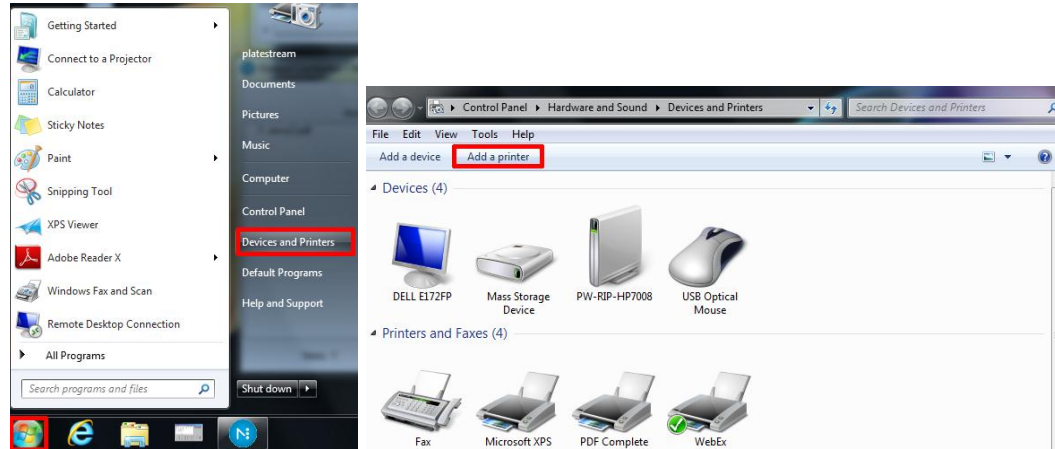 Getting Started
Connect to a Projector
Calculator
Sticky Notes
Paint
Snipping Tool
XPS Viewer
Adobe Reader X
Windows Fax and Scan
Remote Desktop Connection
All Programs
Search programs and files
platestream
Documents
Pictures
Music
Computer
Control Panel
Devices and Printers
Default Programs
Help and Support
Shut down
Control Panel Hardware and Sound Devices and Printers Search Devices and Printers
File Edit View Tools Help
Add a device Add a printer
Devices (4)
DELL E172FP Mass Storage PW-RIP-HP7008 USB Optical
Device Mouse
Printers and Faxes (4)
Fax Microsoft XPS PDF Complete WebEx